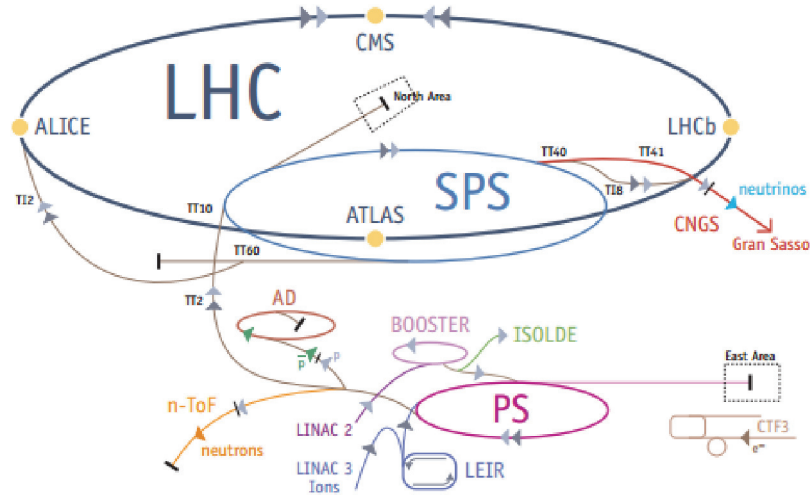 CMS
LHC
North Area
ALICE
LHCb
TT40
TT41
TI2
TT10
SPS
TI8
neutrinos
ATLAS
CNGS
Gran Sasso
TT60
TT2
AD
BOOSTER
ISOLDE
p
p
East Area
n-ToF
PS
neutrons
LINAC 2
CTF3
e⁻
LINAC 3
Ions
LEIR